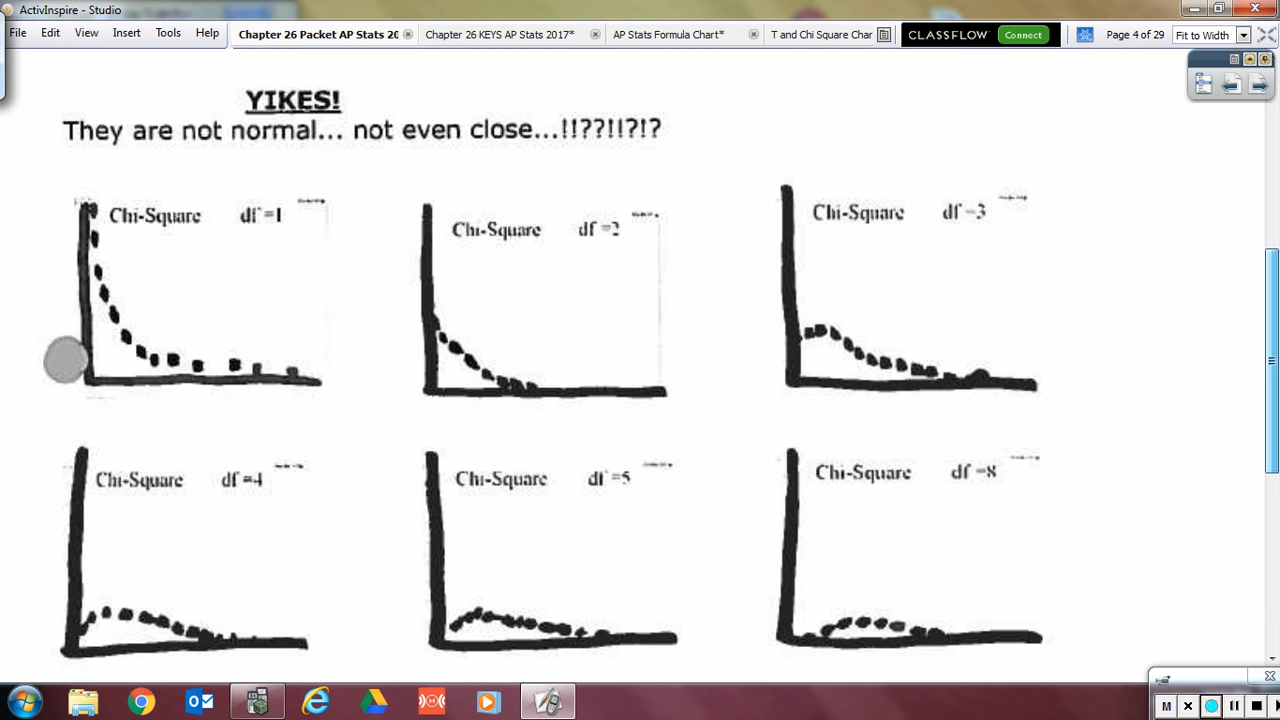 ActivInspire - Studio
File Edit View Insert Tools Help
Chapter 26 Packet AP Stats 20
Chapter 26 KEYS AP Stats 2017*
AP Stats Formula Chart*
T and Chi Square Char
CLASSFLOW Connect
Page 4 of 29
Fit to Width
YIKES!
They are not normal... not even close...!!??!!?!?
Chi-Square df =1
Chi-Square df =2
Chi-Square df =3
Chi-Square df =4
Chi-Square df =5
Chi-Square df =8
M